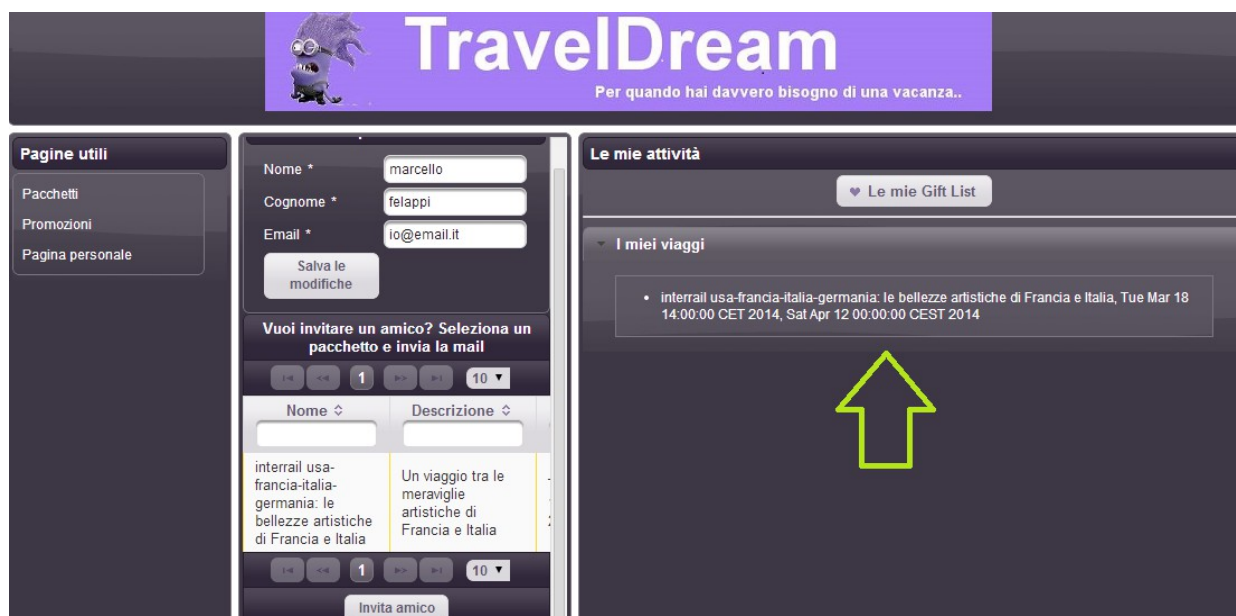 TravelDream
Per quando hai davvero bisogno di una vacanza..
Pagine utili
Pacchetti
Promozioni
Pagina personale
Nome *
marcello
Cognome *
felappi
Email *
io@email.it
Salva le
modifiche
Vuoi invitare un amico? Seleziona un
pacchetto e invia la mail
1
10
Nome
Descrizione
interrail usa-
francia-italia-
germania: le
bellezze artistiche
di Francia e Italia
Un viaggio tra le
meraviglie
artistiche di
Francia e Italia
1
10
Invita amico
Le mie attività
Le mie Gift List
I miei viaggi
interrail usa-francia-italia-germania: le bellezze artistiche di Francia e Italia, Tue Mar 18
14:00:00 CET 2014, Sat Apr 12 00:00:00 CEST 2014